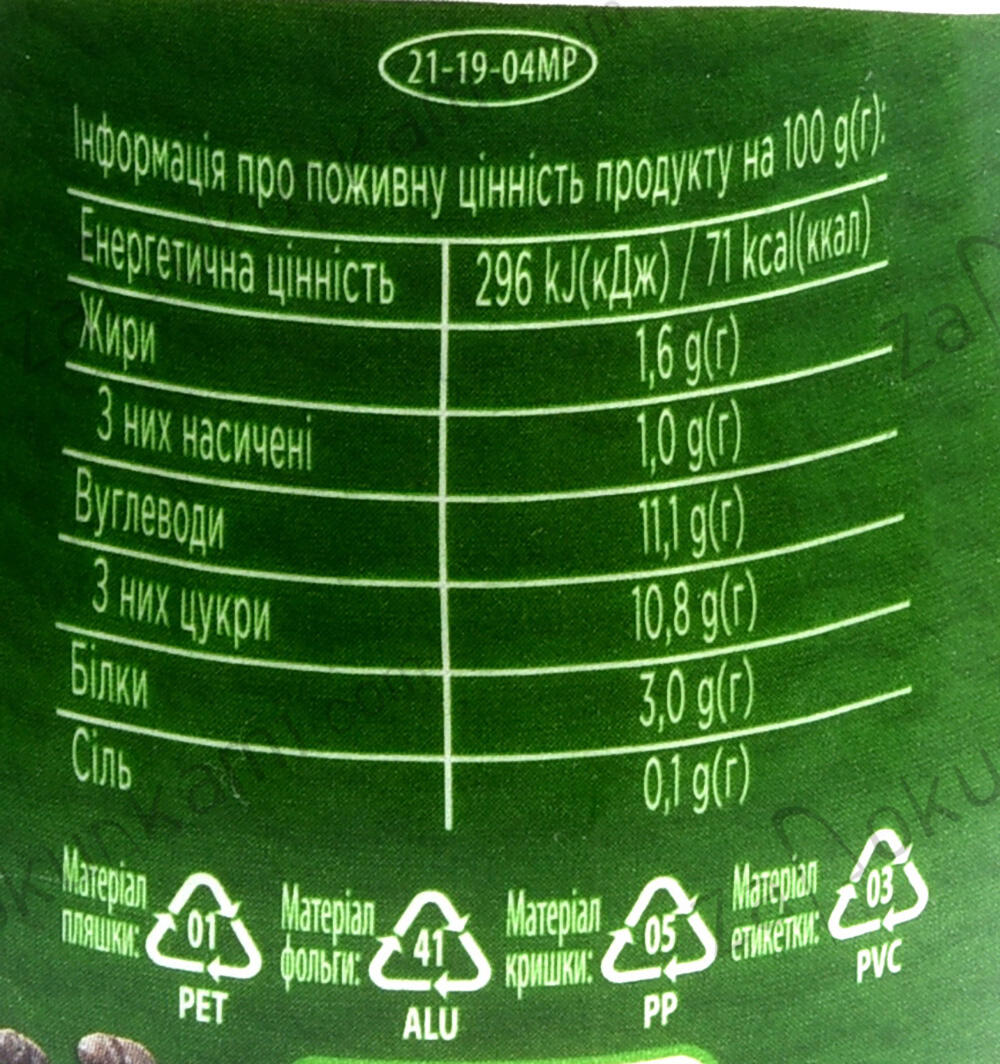 21-19-04МР
Інформація про поживну цінність продукту на 100 g(г):
Енергетична цінність 296 kJ(кДж) / 71 kcal(ккал)
Жири 1,6 g(г)
З них насичені 1,0 g(г)
Вуглеводи 11,1 g(г)
З них цукри 10,8 g(г)
Білки 3,0 g(г)
Сіль 0,1 g(г)
Матеріал
пляшки:
01
PET
Матеріал
фольги:
41
ALU
Матеріал
кришки:
05
PP
Матеріал
етикетки:
03
PVC